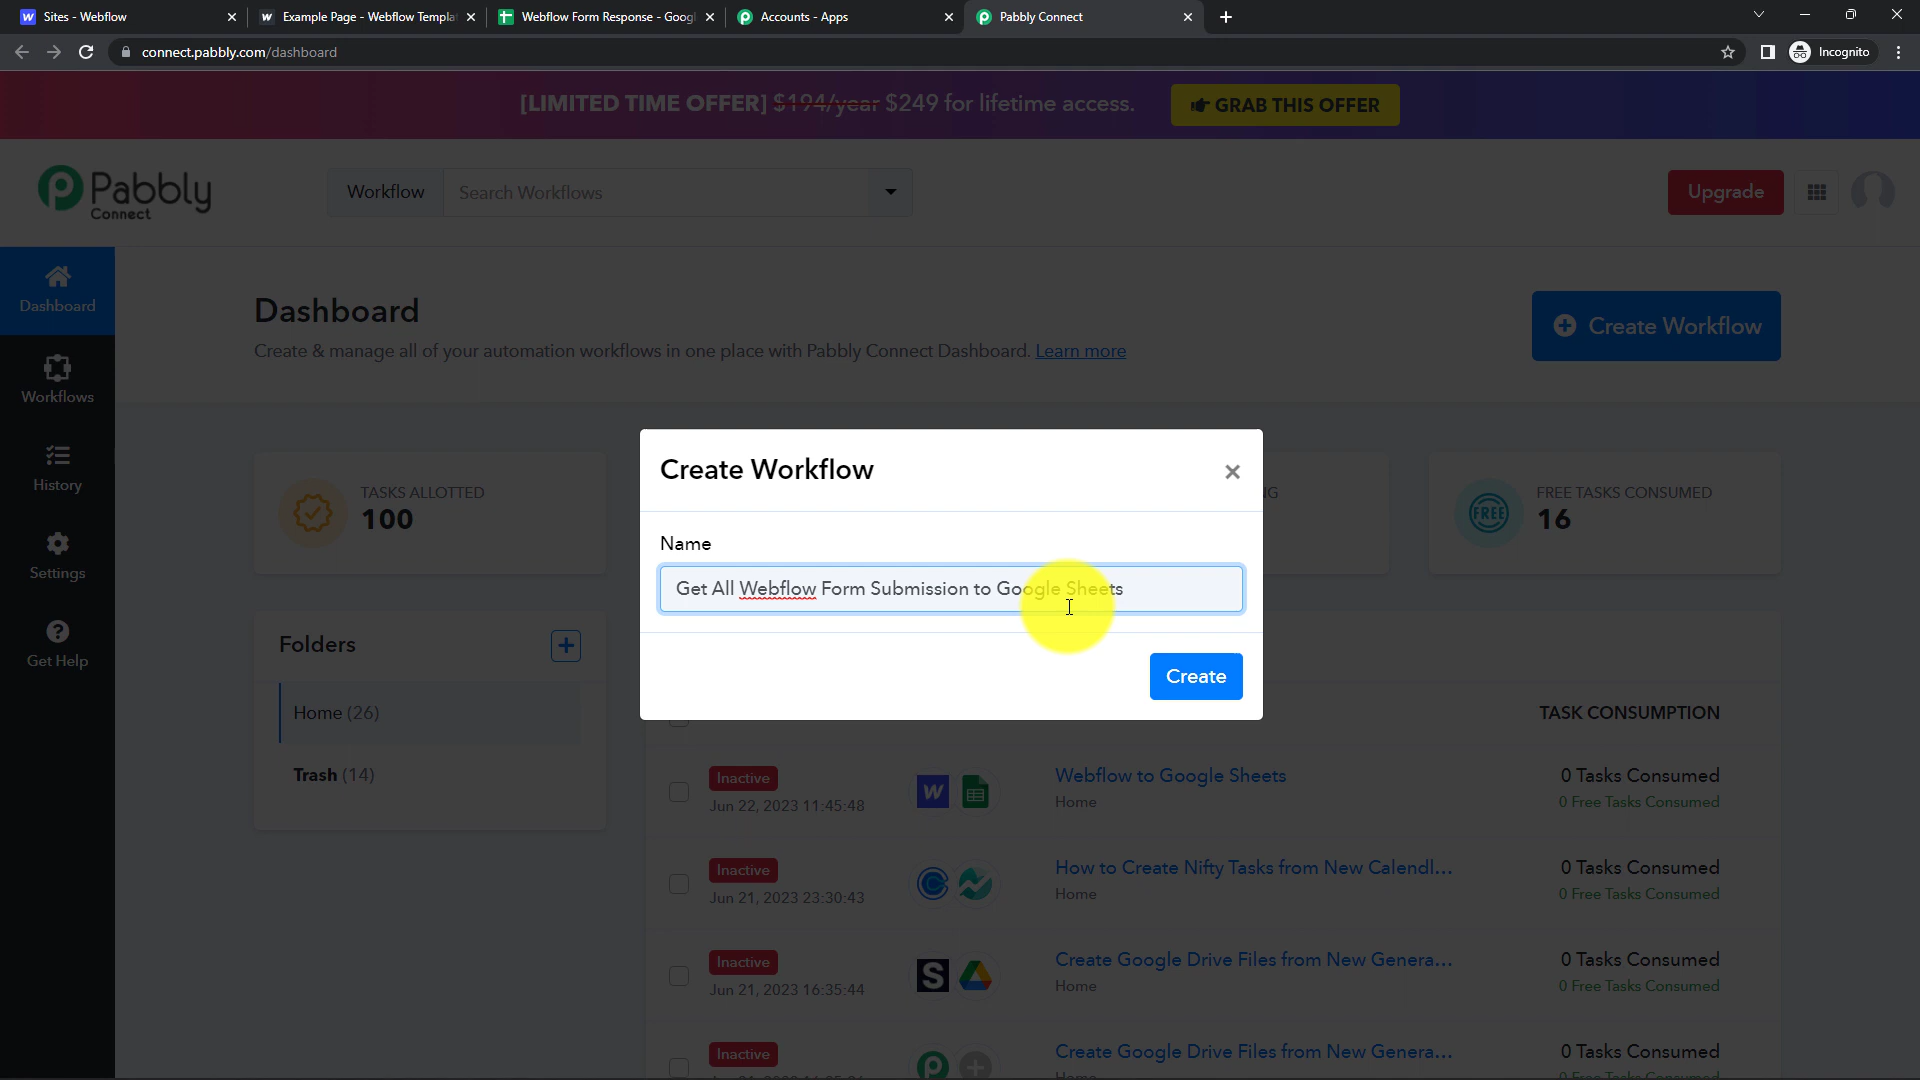 Sites - Webflow
Example Page - Webflow Templa
Webflow Form Response - Googl
Accounts - Apps
Pabbly Connect
connect.pabbly.com/dashboard
Incognito
[LIMITED TIME OFFER] $194/year $249 for lifetime access.
GRAB THIS OFFER
Pabbly
Connect
Workflow
Search Workflows
Upgrade
Dashboard
Workflows
History
Settings
Get Help
Dashboard
Create & manage all of your automation workflows in one place with Pabbly Connect Dashboard. Learn more
Create Workflow
TASKS ALLOTTED
100
NG
FREE
FREE TASKS CONSUMED
16
Create Workflow
Name
Get All Webflow Form Submission to Google Sheets
Create
Folders
Home (26)
Trash (14)
TASK CONSUMPTION
Inactive
Jun 22, 2023 11:45:48
Webflow to Google Sheets
Home
0 Tasks Consumed
0 Free Tasks Consumed
Inactive
Jun 21, 2023 23:30:43
How to Create Nifty Tasks from New Calendl...
Home
0 Tasks Consumed
0 Free Tasks Consumed
Inactive
Jun 21, 2023 16:35:44
Create Google Drive Files from New Genera...
Home
0 Tasks Consumed
0 Free Tasks Consumed
Inactive
Create Google Drive Files from New Genera...
0 Tasks Consumed